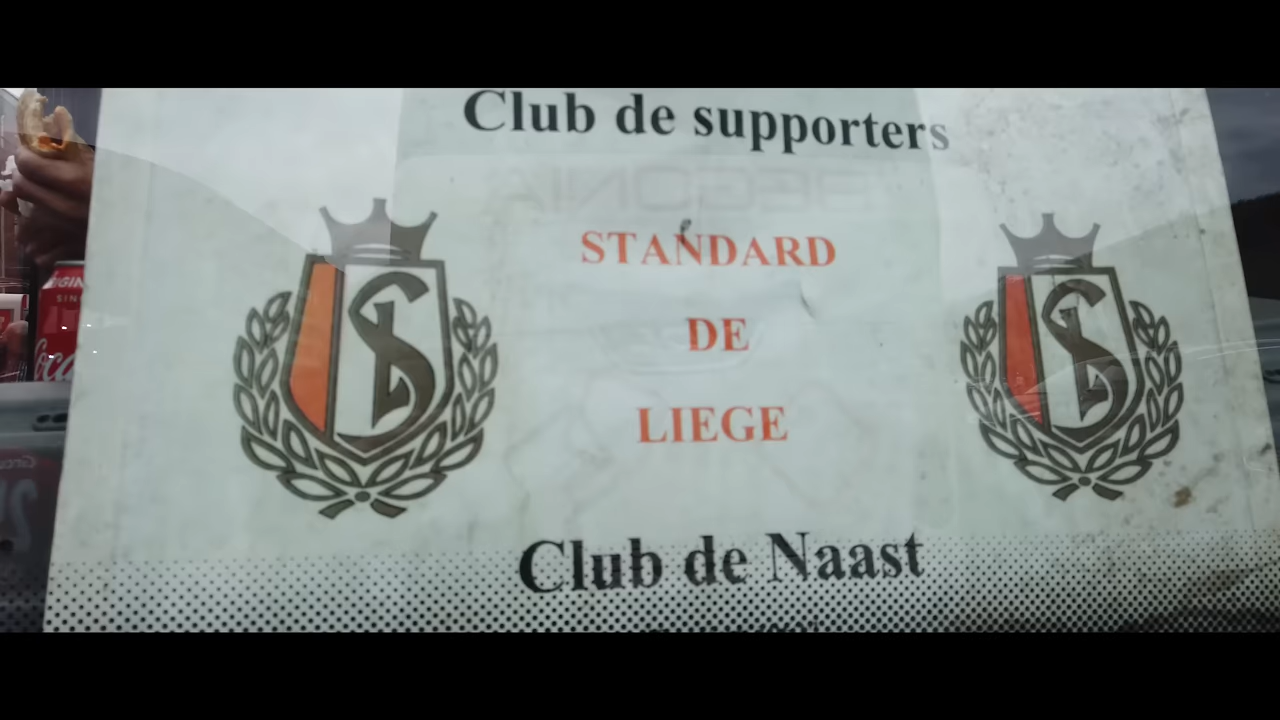 Club de supporters
STANDARD
DE
LIEGE
Club de Naast